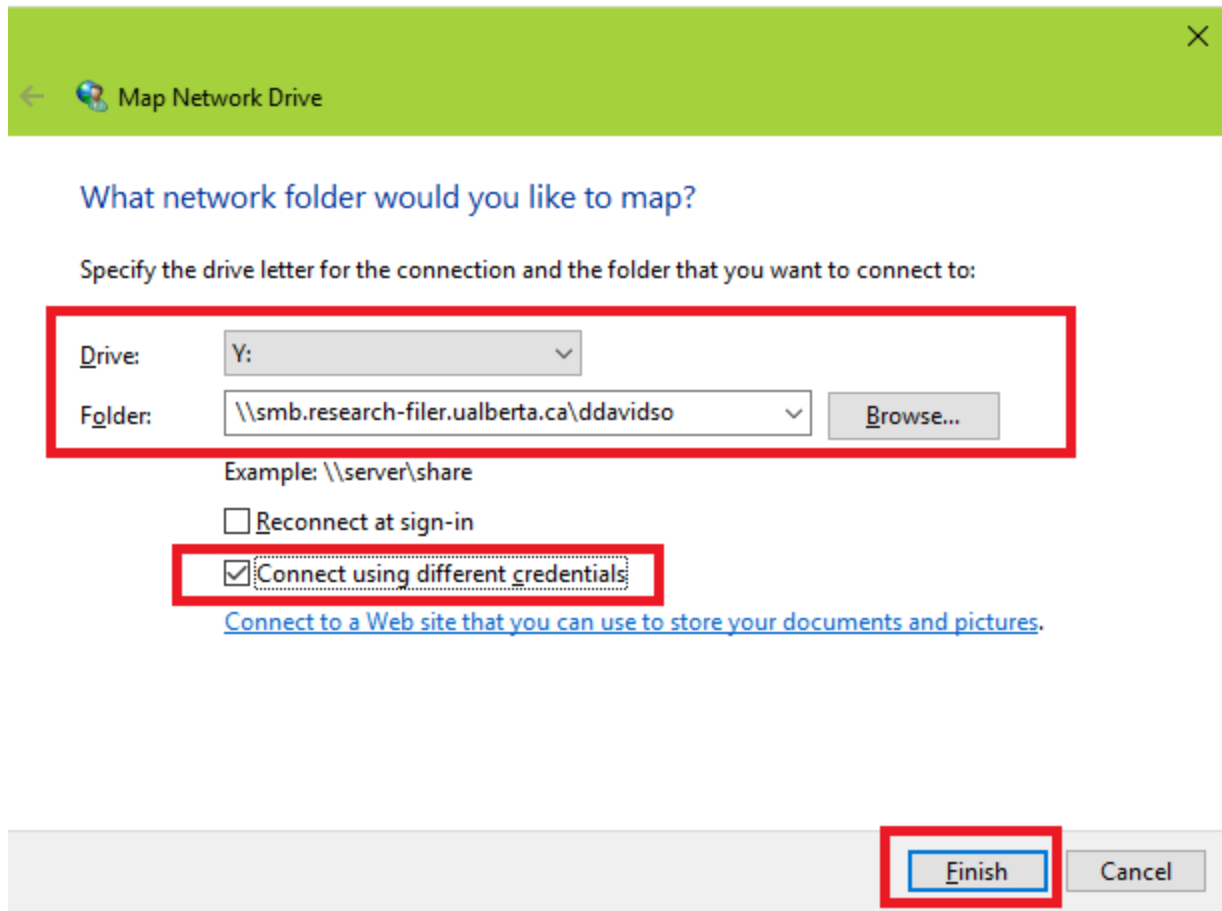 Map Network Drive
What network folder would you like to map?
Specify the drive letter for the connection and the folder that you want to connect to:
Drive: Y:
Folder: \\smb.research-filer.ualberta.ca\ddavidso Browse...
Example: \\server\share
Reconnect at sign-in
Connect using different credentials
Connect to a Web site that you can use to store your documents and pictures.
Finish Cancel